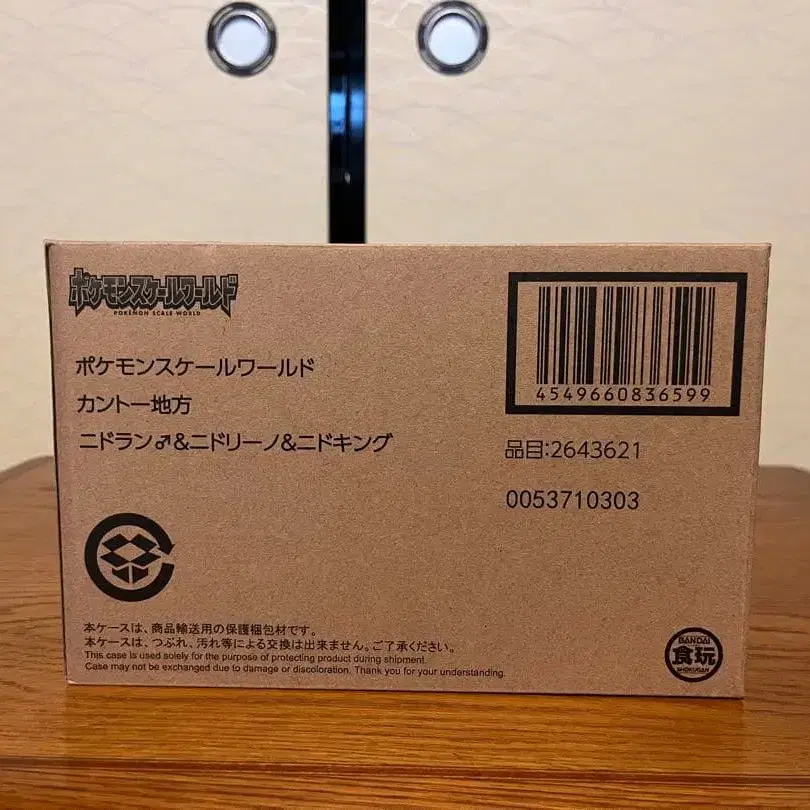 ポケモンスケールワールド
POKÉMON SCALE WORLD
ポケモンスケールワールド
カントー地方
ニドラン♂&ニドリーノ&ニドキング
4549660836599
品目:2643621
0053710303
本ケースは、商品輸送用の保護梱包材です。
本ケースは、つぶれ、汚れ等による交換は出来ません。ご了承ください。
This case is used solely for the purpose of protecting product during shipment.
Case may not be exchanged due to damage or discoloration. Thank you for your understanding.
BANDAI
食玩
SHOKUGAN